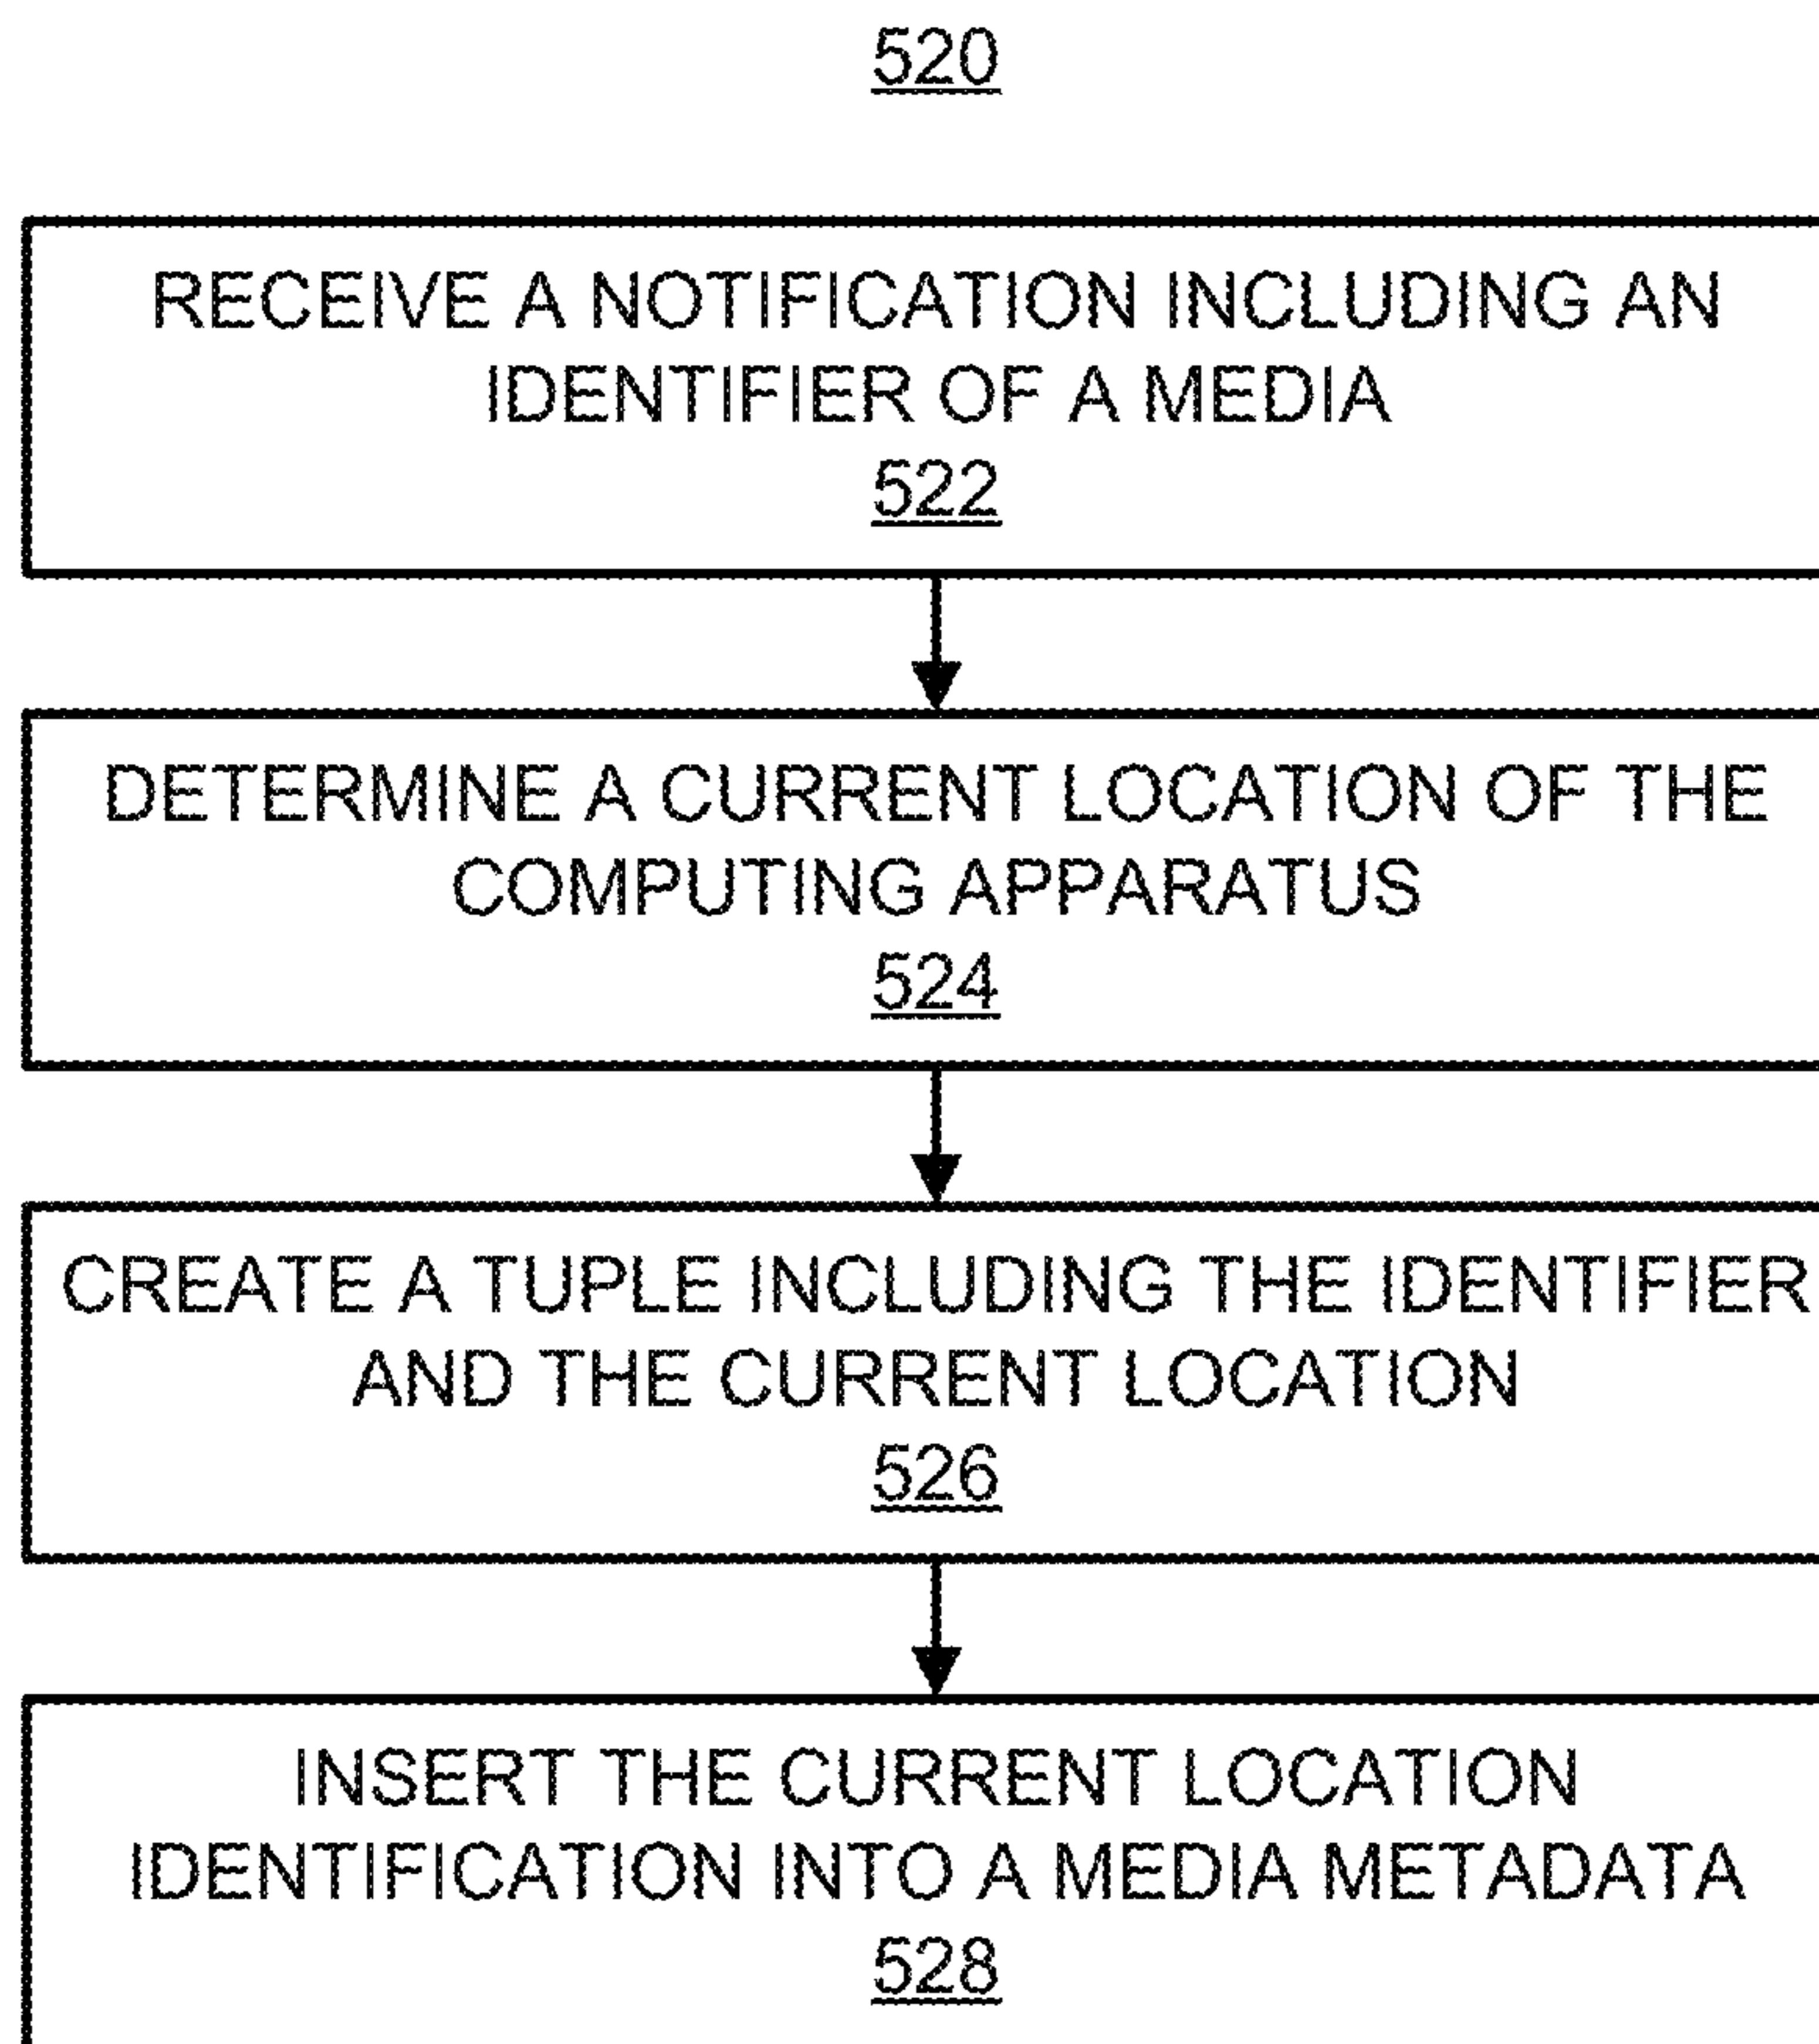 520
RECEIVE A NOTIFICATION INCLUDING AN
IDENTIFIER OF A MEDIA
522
DETERMINE A CURRENT LOCATION OF THE
COMPUTING APPARATUS
524
CREATE A TUPLE INCLUDING THE IDENTIFIER
AND THE CURRENT LOCATION
526
INSERT THE CURRENT LOCATION
IDENTIFICATION INTO A MEDIA METADATA
528